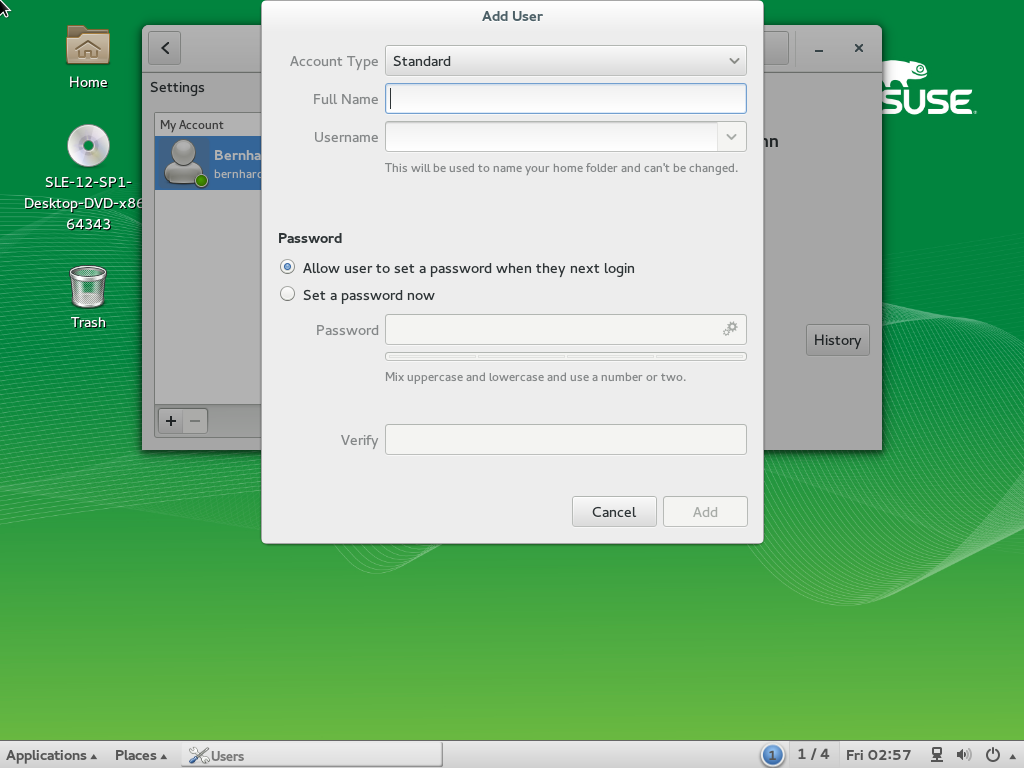 Add User
Account Type Standard
Full Name
Username
This will be used to name your home folder and can't be changed.
Password
Allow user to set a password when they next login
Set a password now
Password
Mix uppercase and lowercase and use a number or two.
Verify
Cancel Add
Settings
My Account
Bernha
bernhard
nn
History
+ −
Home
SLE-12-SP1-
Desktop-DVD-x86
64343
Trash
SUSE
Applications Places Users 1 1 / 4 Fri 02:57